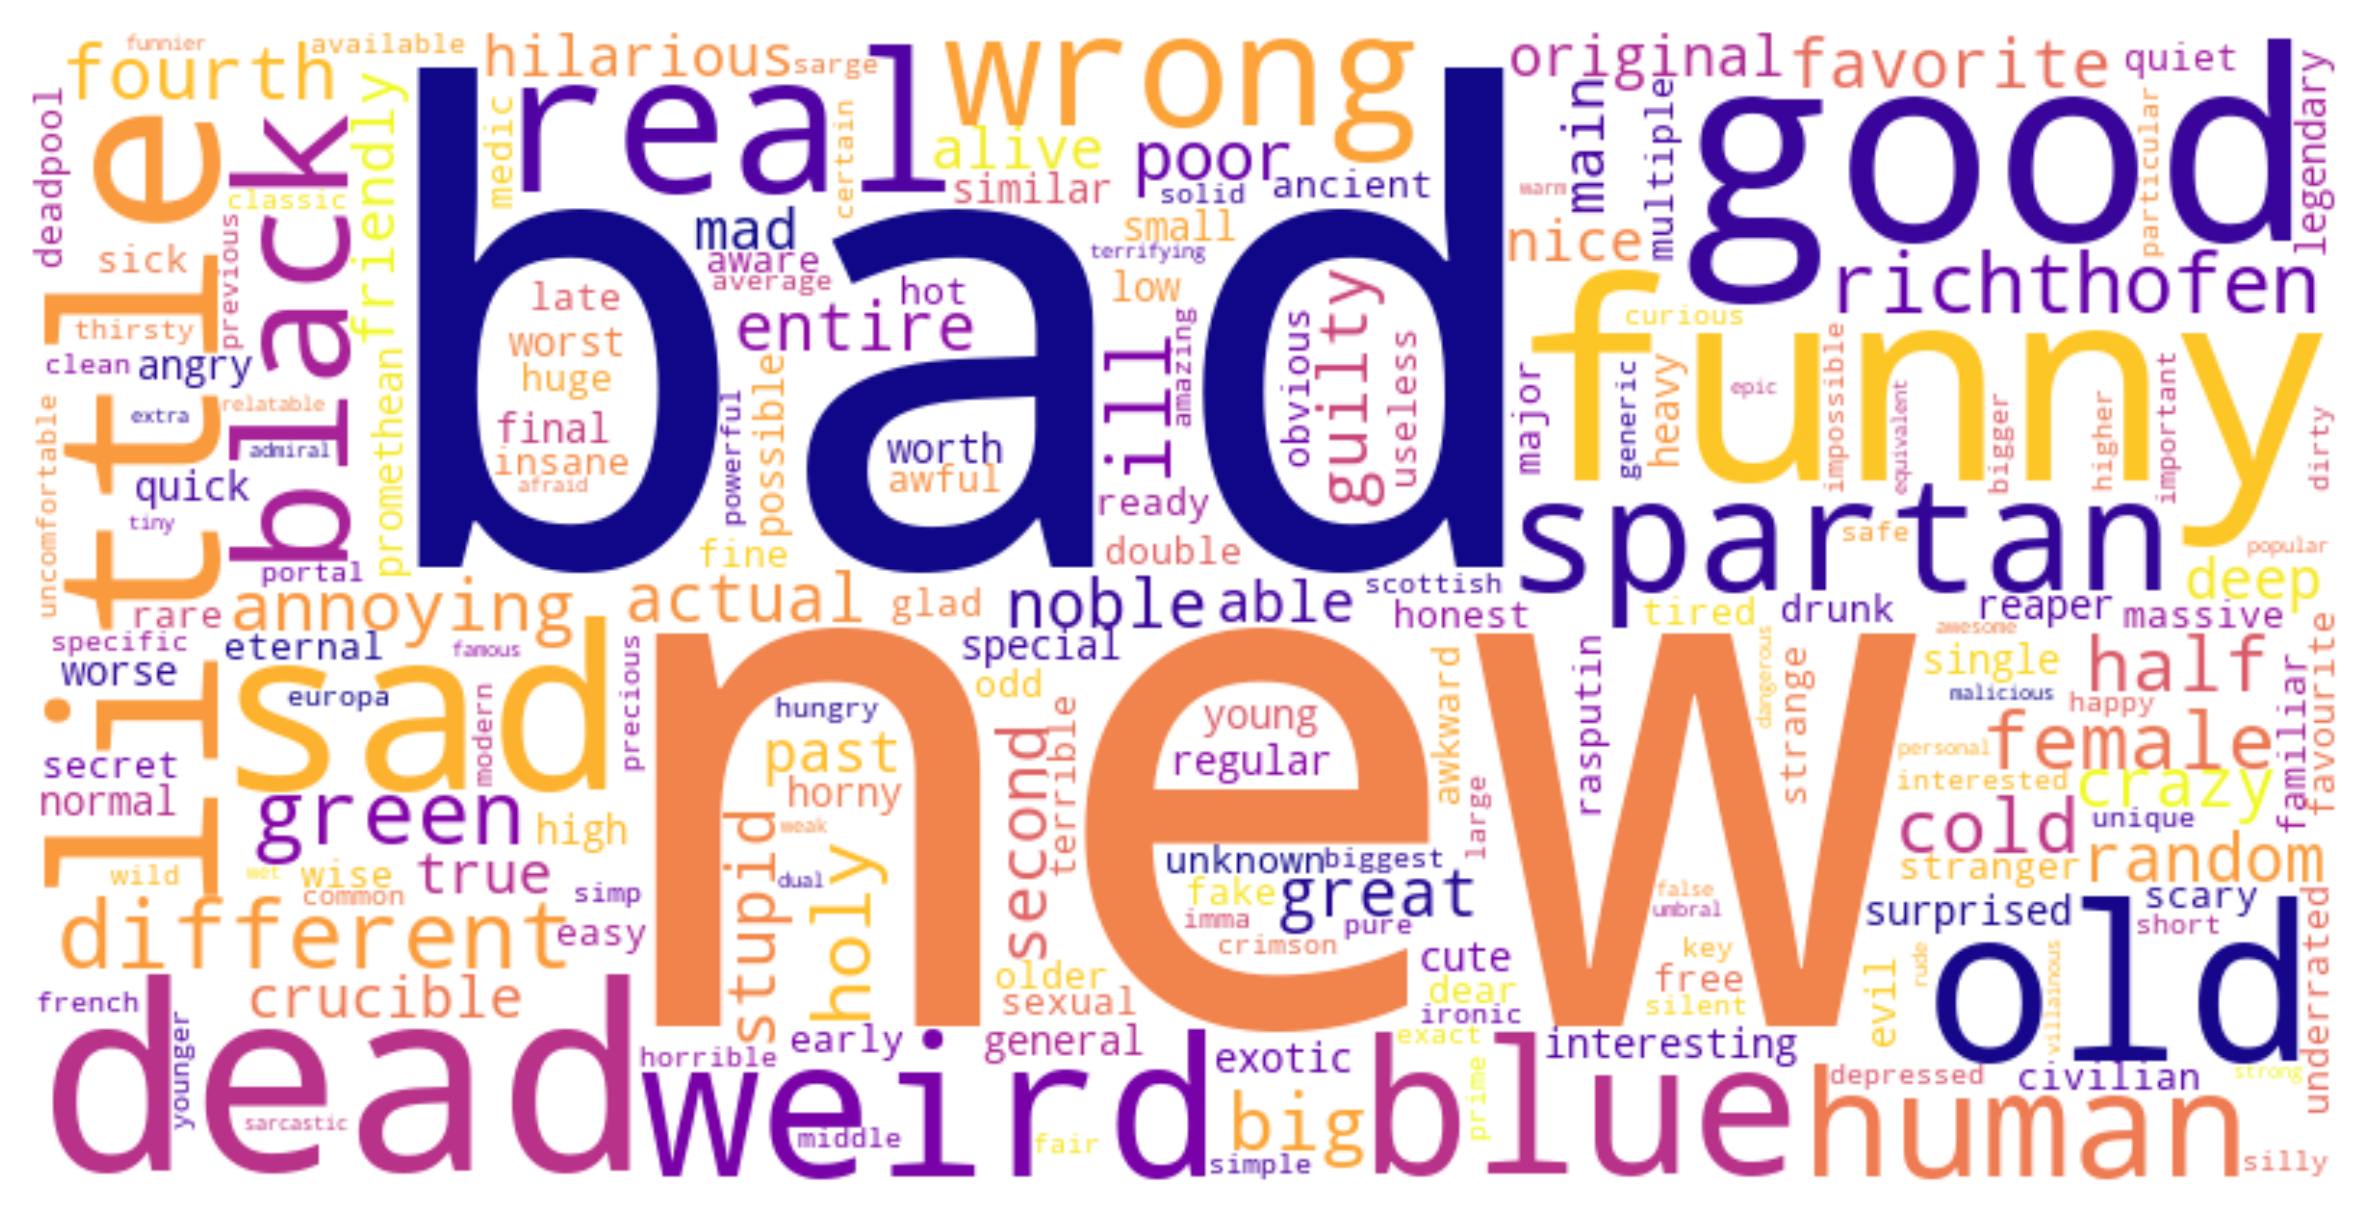 funnier
available
fourth
hilarious
sarge
wrong
original
favorite
quiet
deadpool
little
black
friendly
medic
real
certain
alive
poor
similar
solid
ancient
warm
main
multiple
good
particular
legendary
classic
sick
previous
bad
mad
aware
average
small
terrifying
nice
low
richthofen
thirsty
clean
angry
late
worst
huge
final
insane
afraid
entire
hot
worth
awful
ill
amazing
obvious
guilty
useless
major
funny
curious
generic
heavy
epic
impossible
equivalent
bigger
higher
important
dirty
uncomfortable
extra
relatable
admiral
promethean
quick
tiny
portal
powerful
possible
fine
ready
double
spartan
safe
popular
deep
rare
annoying
actual
glad
noble
able
scottish
honest
tired
drunk
reaper
massive
specific
worse
eternal
famous
sad
europa
precious
new
special
odd
awkward
rasputin
strange
dangerous
awesome
single
malicious
half
happy
familiar
favourite
secret
normal
modern
hungry
past
horny
second
terrible
young
regular
large
personal
female
interested
crazy
green
high
stupid
weak
holy
cold
unique
wild
wet
wise
true
common
simp
dual
unknown
biggest
fake
great
imma
pure
crimson
false
umbral
stranger
random
different
easy
surprised
old
scary
short
underrated
french
crucible
older
sexual
cute
dear
ironic
key
free
silent
evil
rude
villainous
dead
younger
sarcastic
horrible
early
general
exotic
exact
interesting
depressed
civilian
strong
weird
middle
fair
simple
big
prime
blue
human
silly